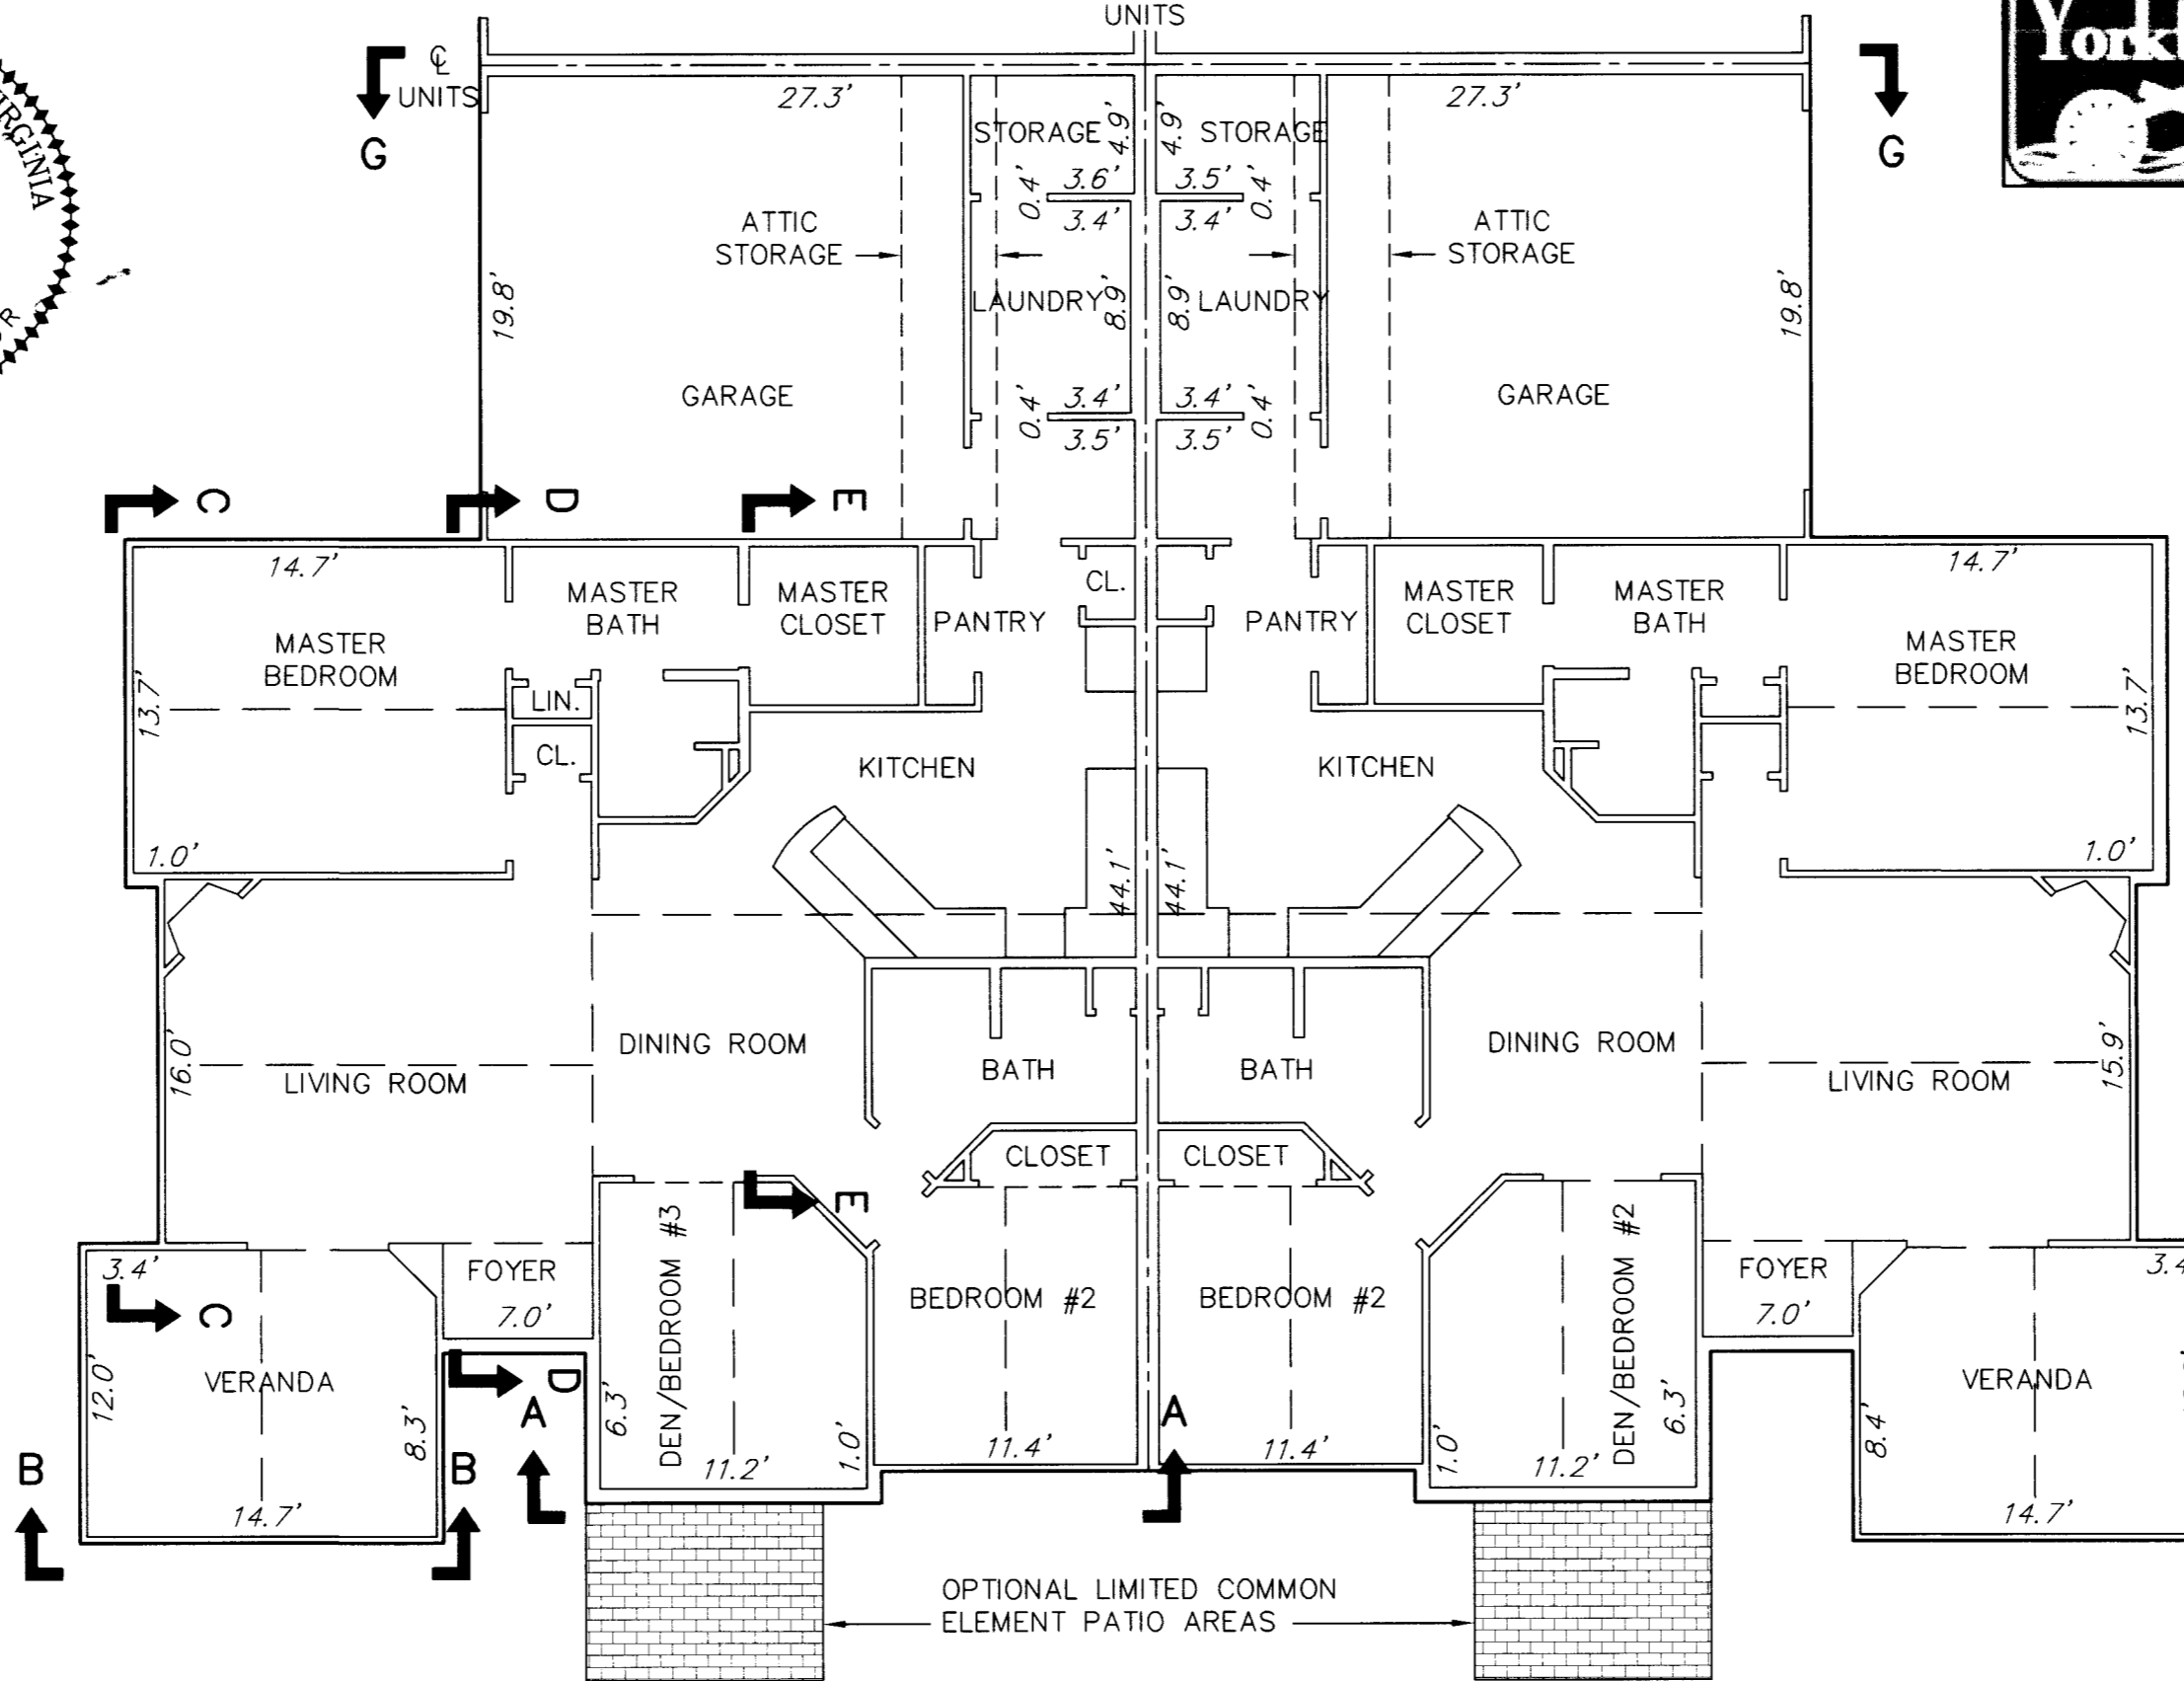 UNITS
York
VIRGINIA
R
G
℄
UNITS
27.3'
27.3'
G
STORAGE
4.9'
4.9'
STORAGE
3.6'
3.5'
0.4'
0.4'
3.4'
3.4'
ATTIC
STORAGE
ATTIC
STORAGE
19.8'
LAUNDRY
8.9'
8.9'
LAUNDRY
19.8'
GARAGE
0.4'
3.4'
3.4'
0.4'
GARAGE
3.5'
3.5'
C
D
E
14.7'
14.7'
MASTER
BATH
MASTER
CLOSET
PANTRY
CL.
PANTRY
MASTER
CLOSET
MASTER
BATH
MASTER
BEDROOM
MASTER
BEDROOM
13.7'
LIN.
13.7'
CL.
KITCHEN
KITCHEN
1.0'
1.0'
44.1'
44.1'
16.0'
DINING ROOM
DINING ROOM
15.9'
LIVING ROOM
BATH
BATH
LIVING ROOM
CLOSET
CLOSET
E
3.4'
FOYER
DEN/BEDROOM #3
BEDROOM #2
BEDROOM #2
DEN/BEDROOM #2
FOYER
3.4
C
7.0'
7.0'
12.0'
VERANDA
8.3'
D
A
6.3'
A
6.3'
VERANDA
8.4'
B
B
11.2'
1.0'
11.4'
11.4'
1.0'
11.2'
14.7'
14.7'
OPTIONAL LIMITED COMMON
ELEMENT PATIO AREAS